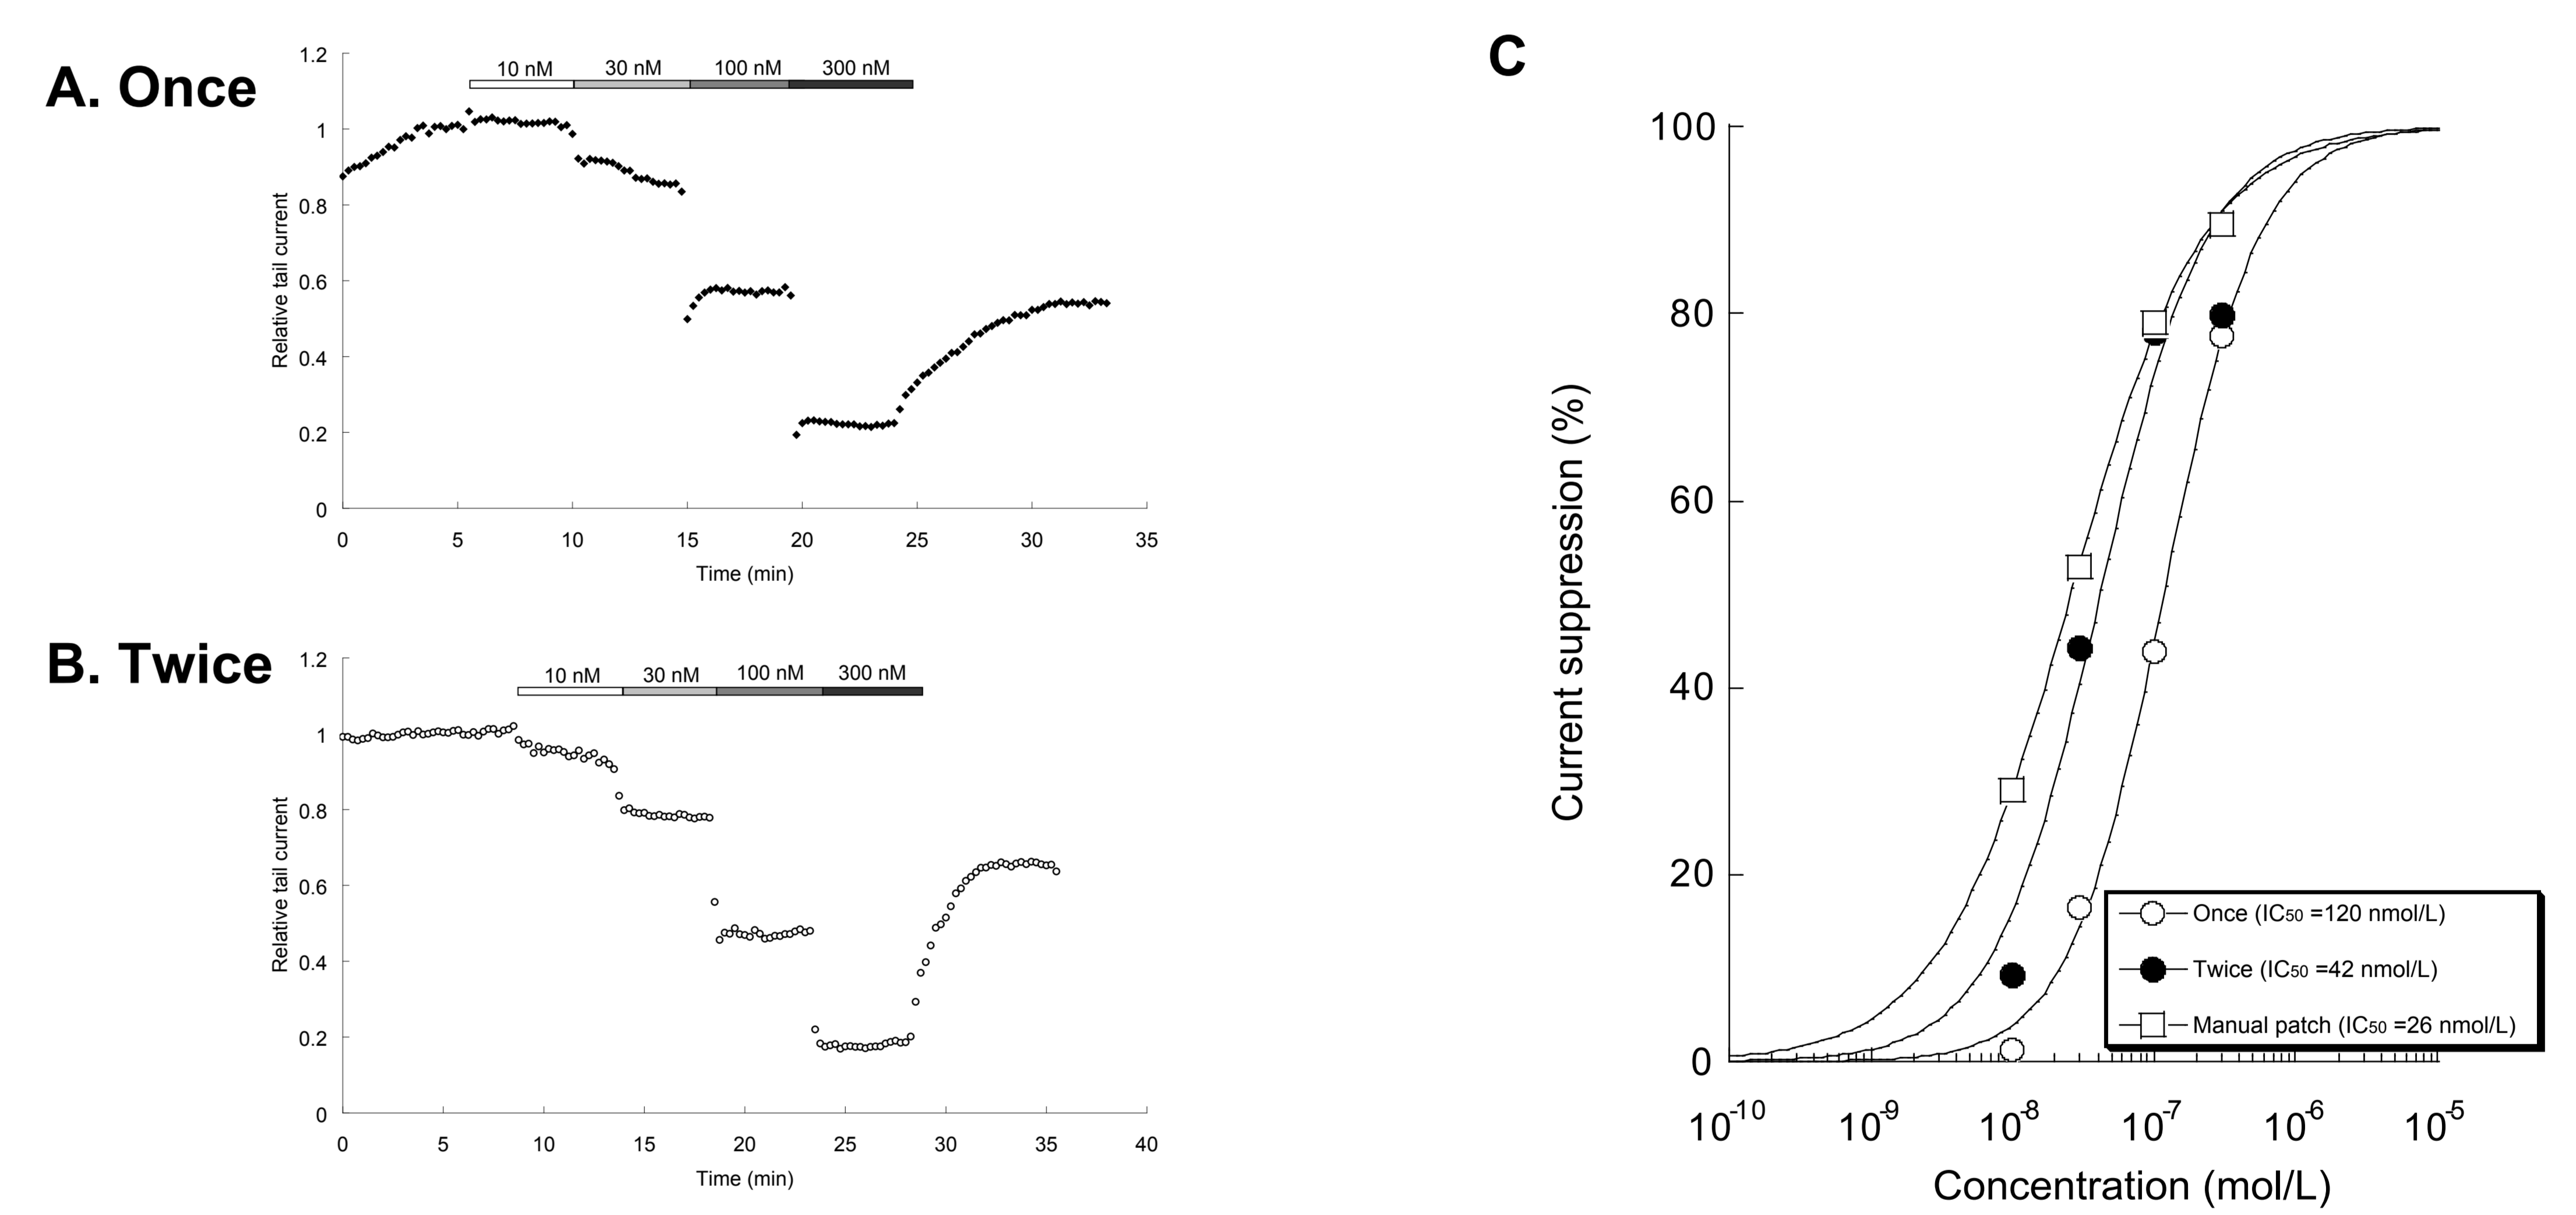 A. Once
1.2
1
0.8
0.6
0.4
0.2
0
Relative tail current
10 nM 30 nM 100 nM 300 nM
0 5 10 15 20 25 30 35
Time (min)
B. Twice
1.2
1
0.8
0.6
0.4
0.2
0
Relative tail current
10 nM 30 nM 100 nM 300 nM
0 5 10 15 20 25 30 35 40
Time (min)
C
100
80
60
40
20
0
Current suppression (%)
Once (IC50 =120 nmol/L)
Twice (IC50 =42 nmol/L)
Manual patch (IC50 =26 nmol/L)
10-10 10-9 10-8 10-7 10-6 10-5
Concentration (mol/L)